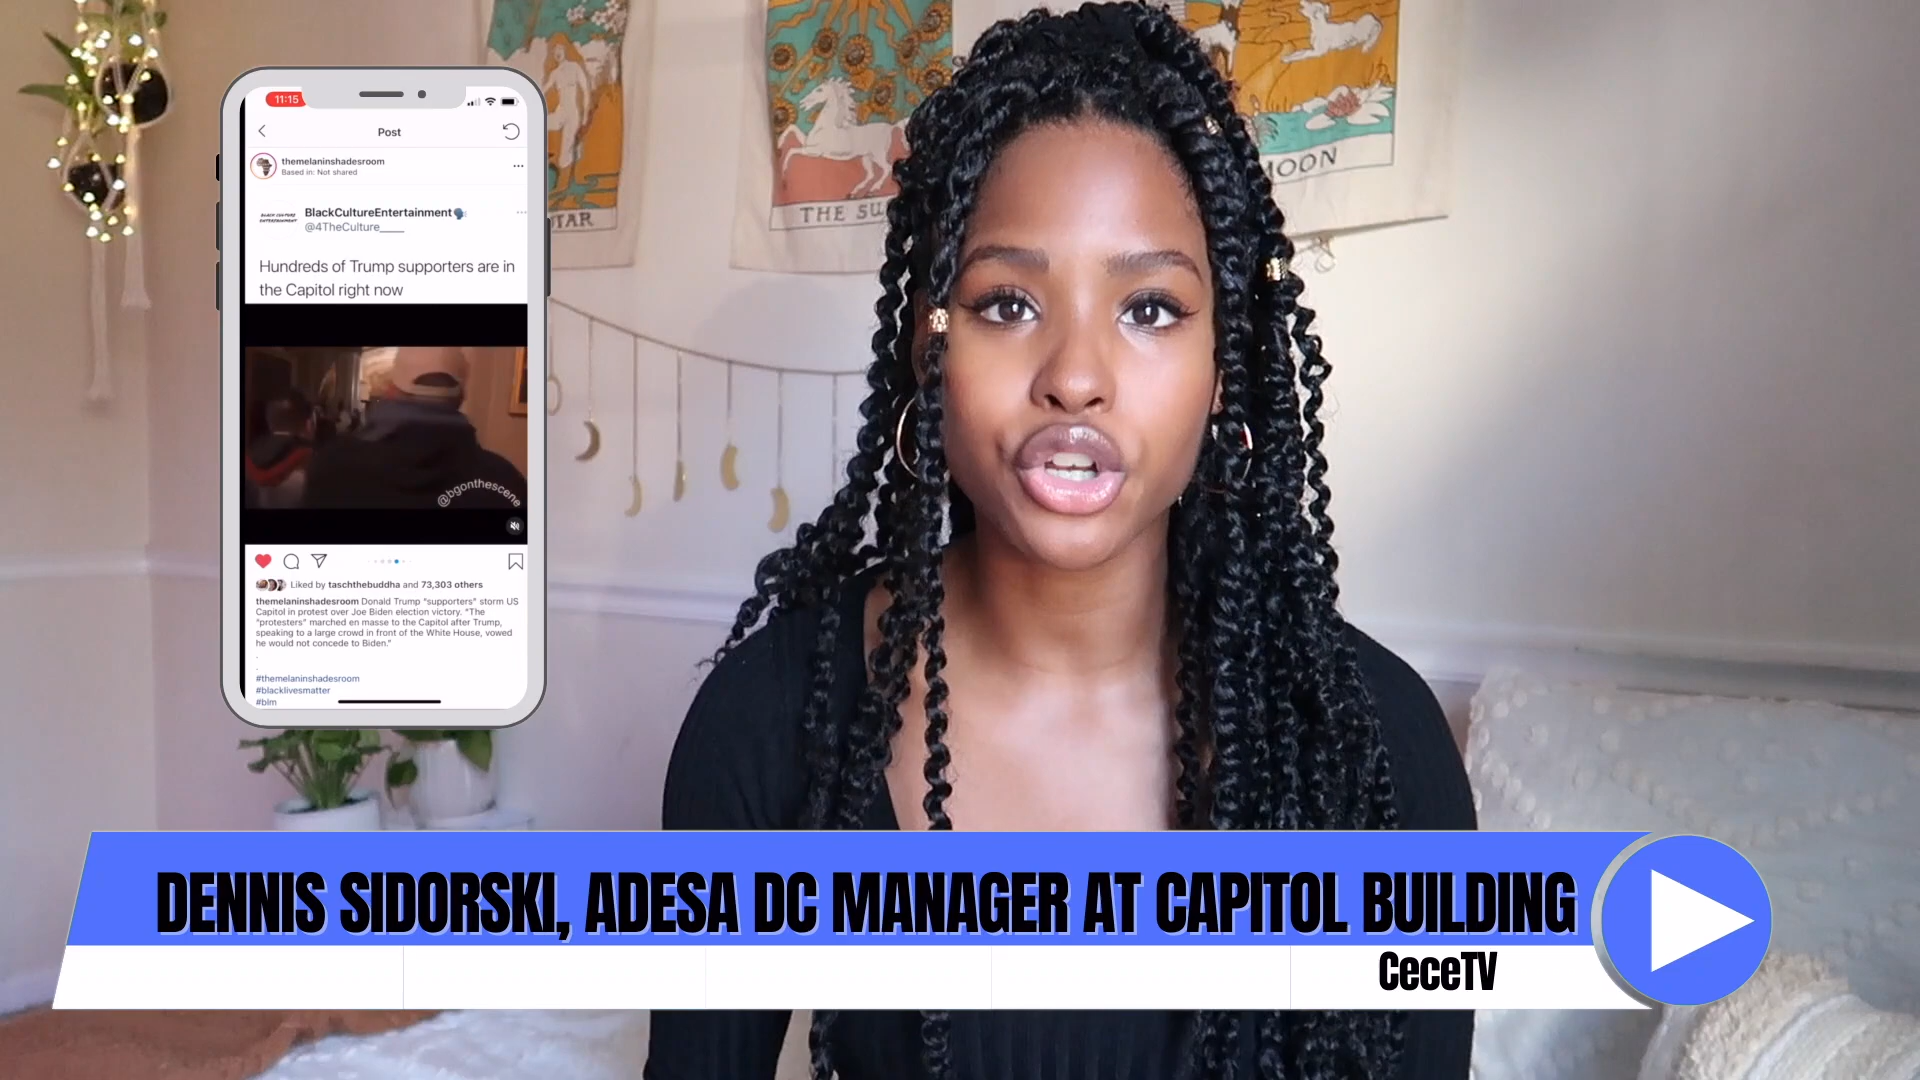 11:15
Post
themelaninshadesroom
Based in: Not shared
BLACK CULTURE
ENTERTAINMENT
BlackCultureEntertainment
@4TheCulture____
Hundreds of Trump supporters are in
the Capitol right now
@bgonthescene
Liked by taschthebuddha and 73,303 others
themelaninshadesroom Donald Trump "supporters" storm US
Capitol in protest over Joe Biden election victory. "The
"protesters" marched en masse to the Capitol after Trump,
speaking to a large crowd in front of the White House, vowed
he would not concede to Biden."
.
.
#themelaninshadesroom
#blacklivesmatter
#blm
THE SU
MOON
DENNIS SIDORSKI, ADESA DC MANAGER AT CAPITOL BUILDING
CeceTV